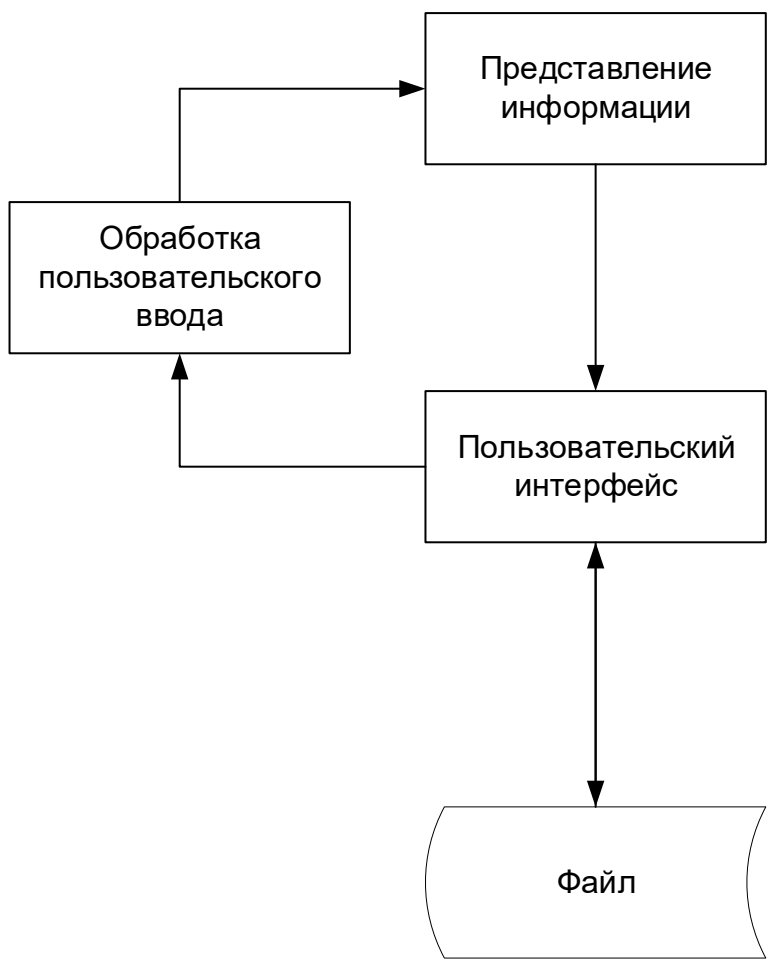 Представление
информации
Обработка
пользовательского
ввода
Пользовательский
интерфейс
Файл